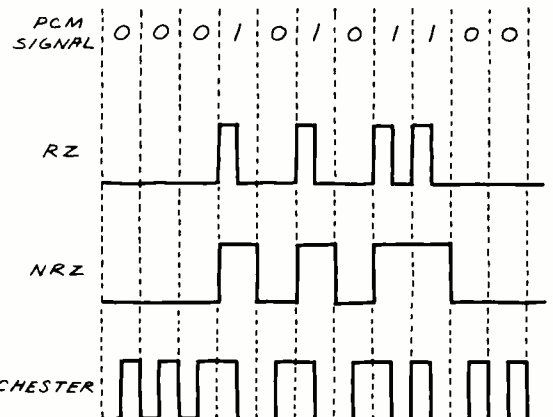 PCM
SIGNAL 0 0 0 1 0 1 0 1 1 0 0
RZ
NRZ
CHESTER